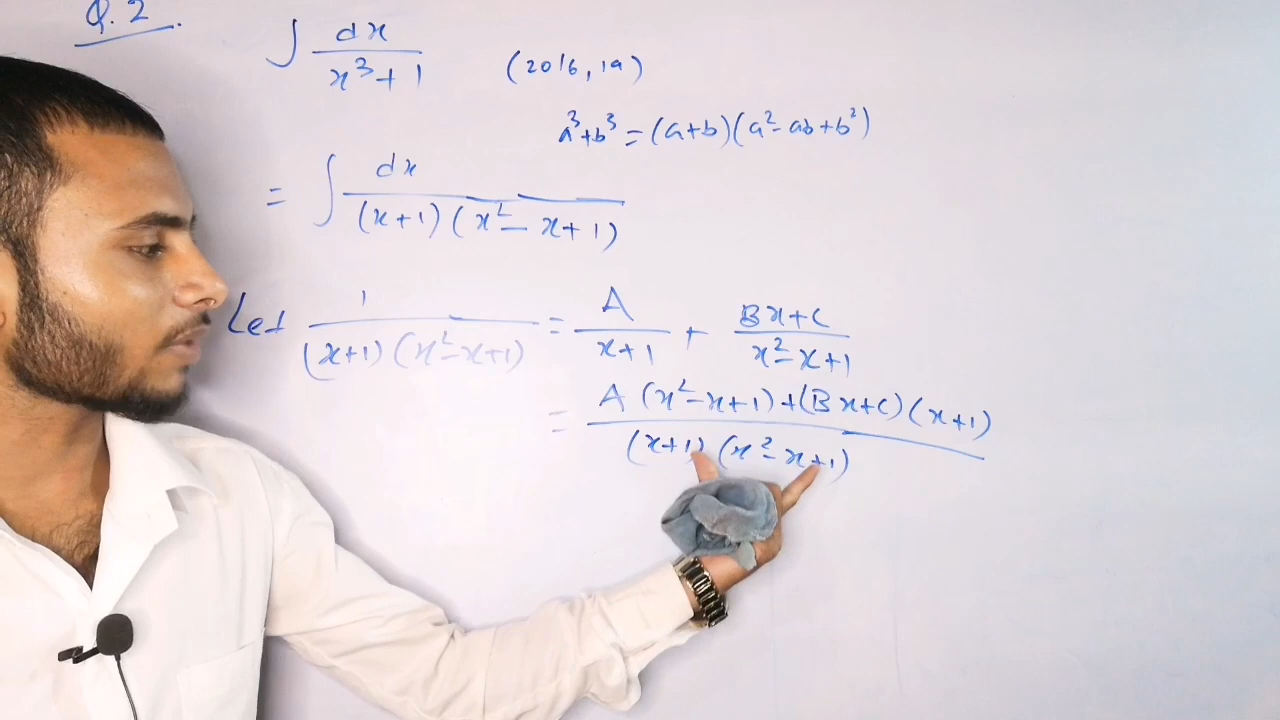 Q.2
∫ dx / (x³+1) (2016, 19)
a³+b³ = (a+b)(a²-ab+b²)
= ∫ dx / ((x+1)(x²-x+1))
Let 1 / ((x+1)(x²-x+1)) = A / (x+1) + (Bx+C) / (x²-x+1)
= (A(x²-x+1)+(Bx+C)(x+1)) / ((x+1)(x²-x+1))